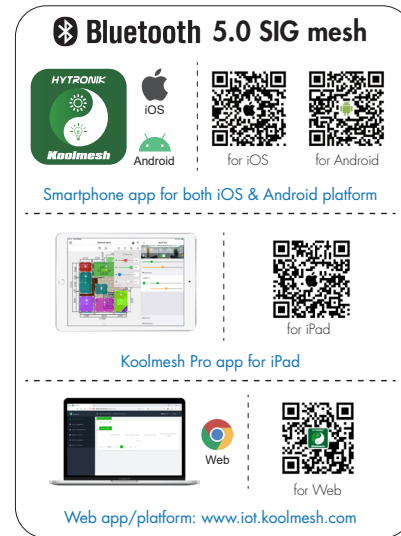 Bluetooth 5.0 SIG mesh
HYTRONIK
Koolmesh
iOS
Android
for iOS
for Android
Smartphone app for both iOS & Android platform
for iPad
Koolmesh Pro app for iPad
Web
for Web
Web app/platform: www.iot.koolmesh.com